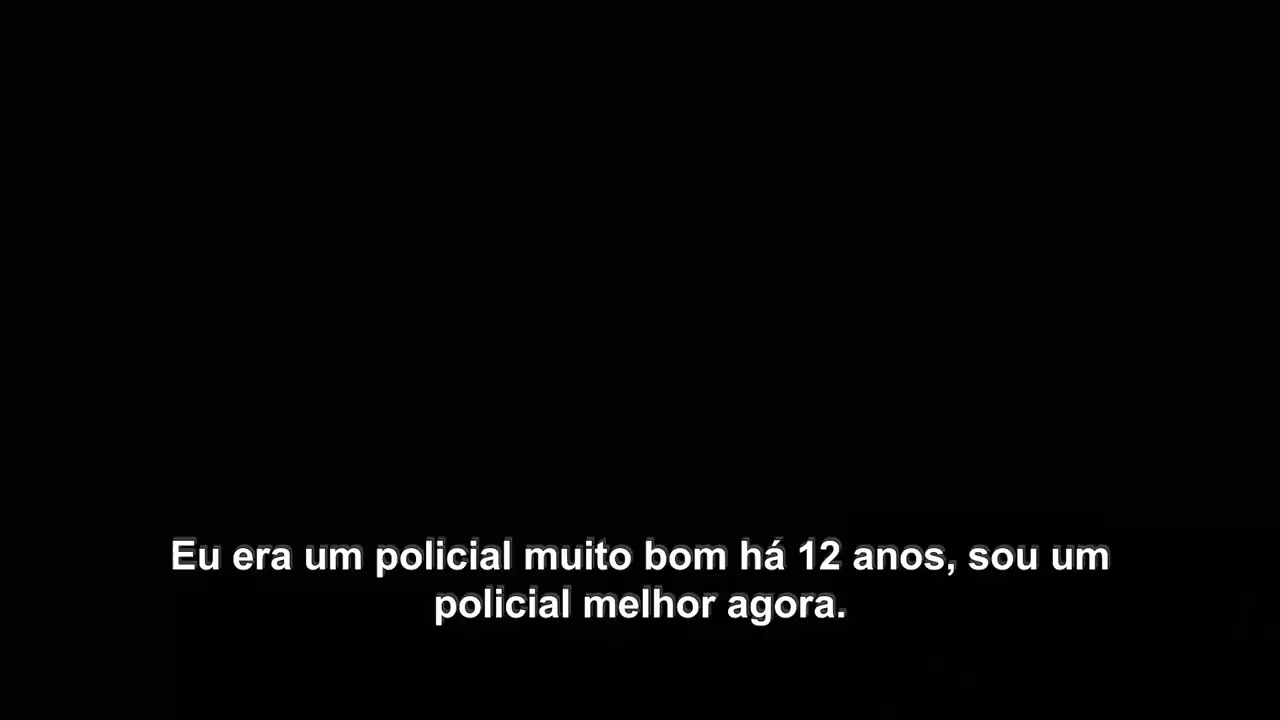 Eu era um policial muito bom há 12 anos, sou um
policial melhor agora.